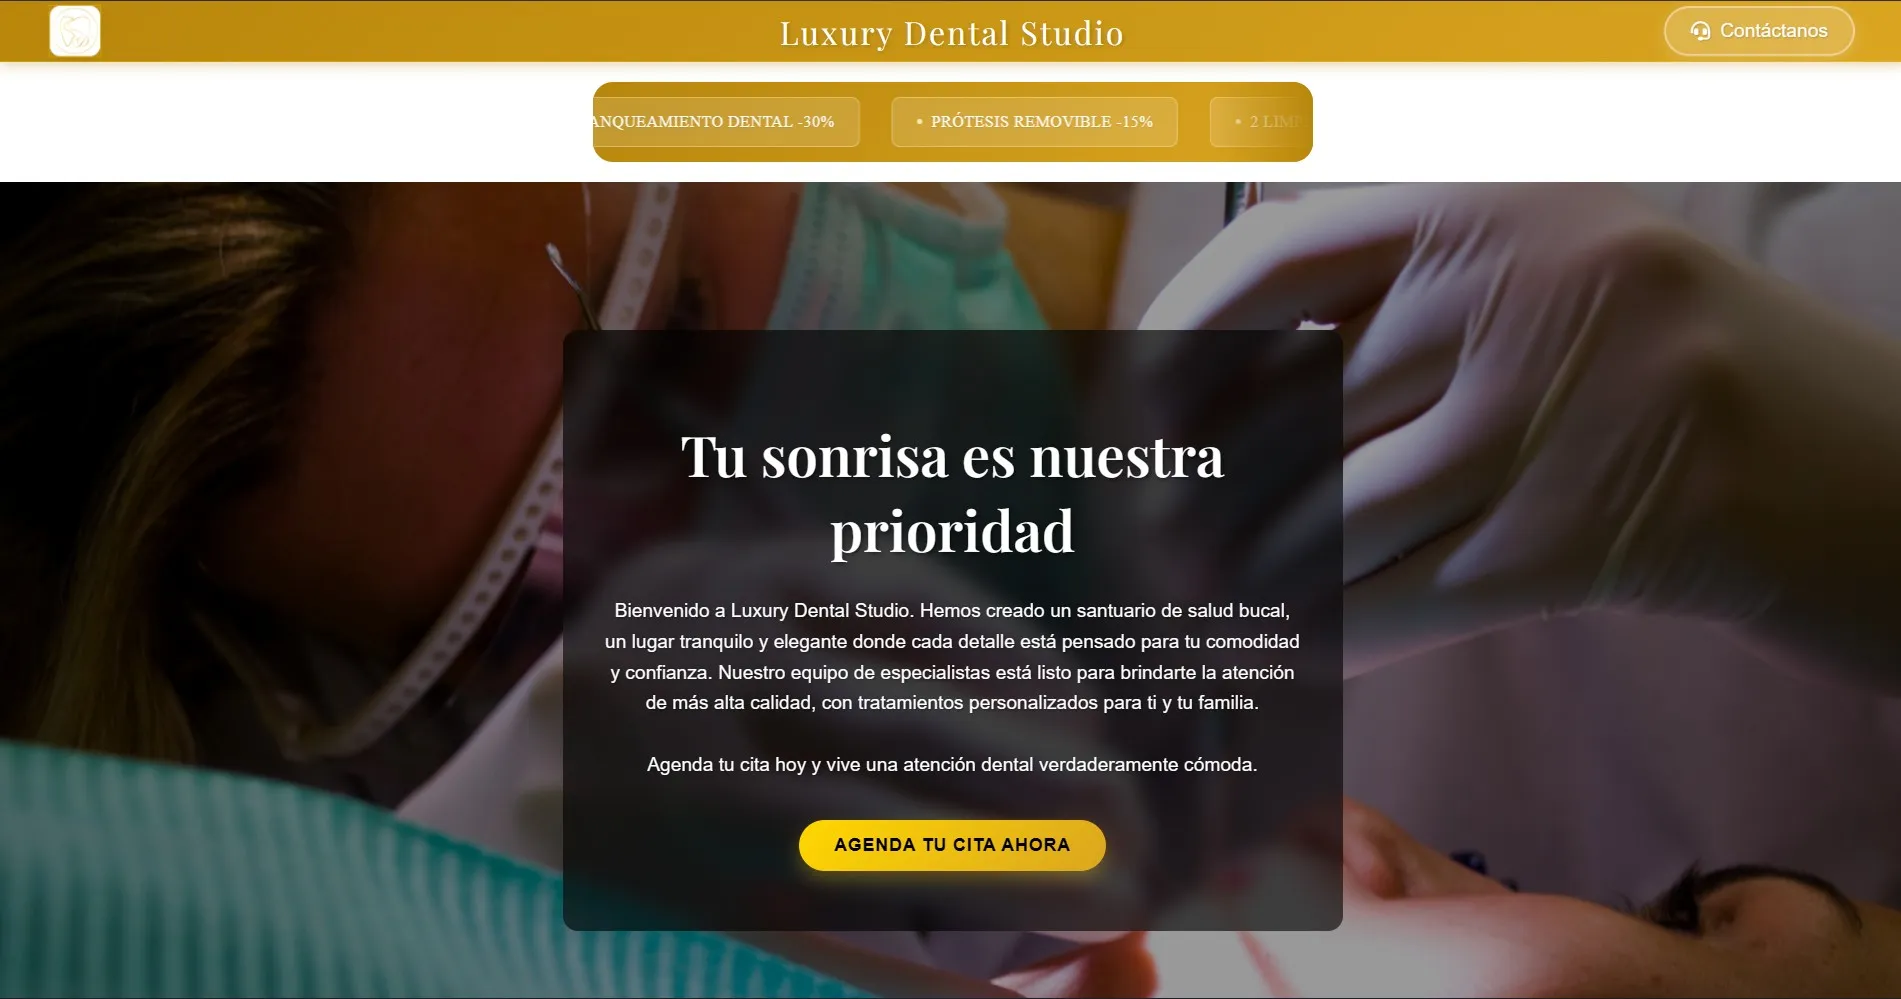 Luxury Dental Studio
Contáctanos
DENTAL -30%
• PRÓTESIS REMOVIBLE -15%
• 2
Tu sonrisa es nuestra
prioridad
Bienvenido a Luxury Dental Studio. Hemos creado un santuario de salud bucal,
un lugar tranquilo y elegante donde cada detalle está pensado para tu comodidad
y confianza. Nuestro equipo de especialistas está listo para brindarte la atención
de más alta calidad, con tratamientos personalizados para ti y tu familia.
Agenda tu cita hoy y vive una atención dental verdaderamente cómoda.
AGENDA TU CITA AHORA